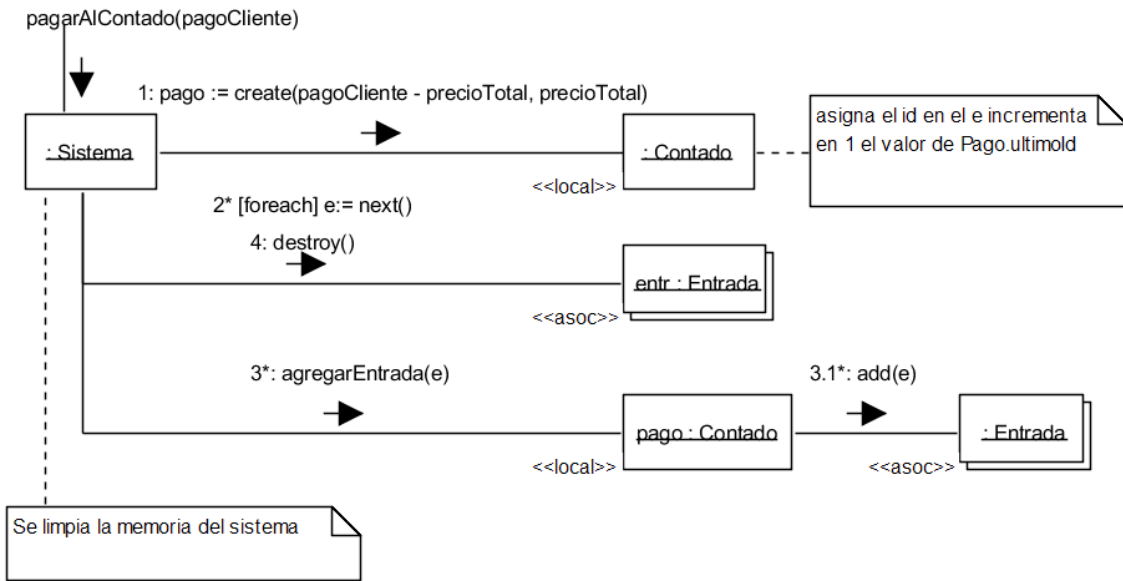 pagarAlContado(pagoCliente)
1: pago := create(pagoCliente - precioTotal, precioTotal)
: Sistema
: Contado
<<local>>
asigna el id en el e incrementa
en 1 el valor de Pago.ultimoId
2* [foreach] e:= next()
4: destroy()
entr : Entrada
<<asoc>>
3*: agregarEntrada(e)
pago : Contado
<<local>>
3.1*: add(e)
: Entrada
<<asoc>>
Se limpia la memoria del sistema